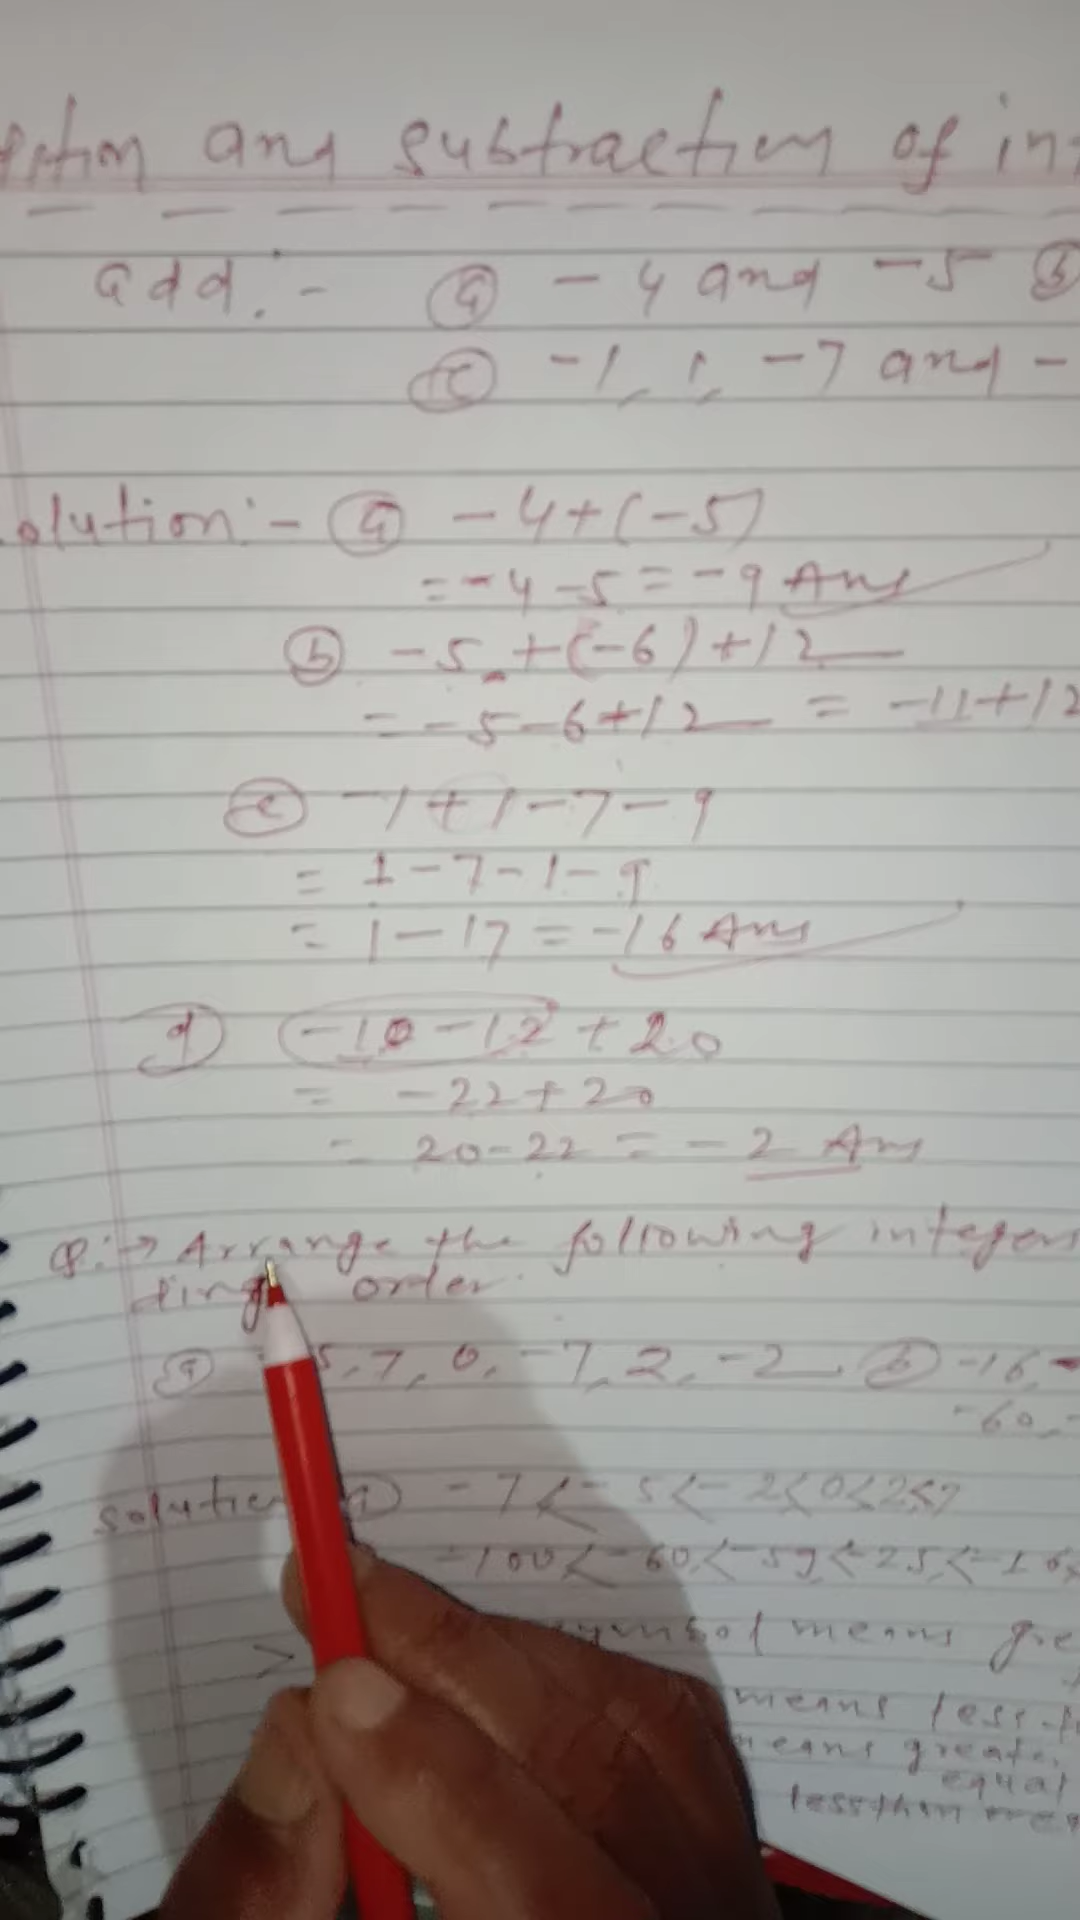 and subtraction of in
add :- (a) -4 and -5 (b)
(c) -1, 1, -7 and -
olution :- (a) -4+(-5)
= -4-5 = -9 Ans
(b) -5+(-6)+12
= -5-6+12 = -11+12
(c) -1+1-7-9
= 1-7-1-9
= 1-17 = -16 Ans
(d) -10-12+20
= -22+20
= 20-22 = -2 Ans
Q:→ Arrange the following integers
ting order.
(a) 5, 7, 0, -7, 2, -2. (b) -16, -
-60, -
solution (a) -7<-5<-2<0<2<7
-100<-60<-59<-25<-16<
> symbol means gre
means less th
means greater
equal
less than